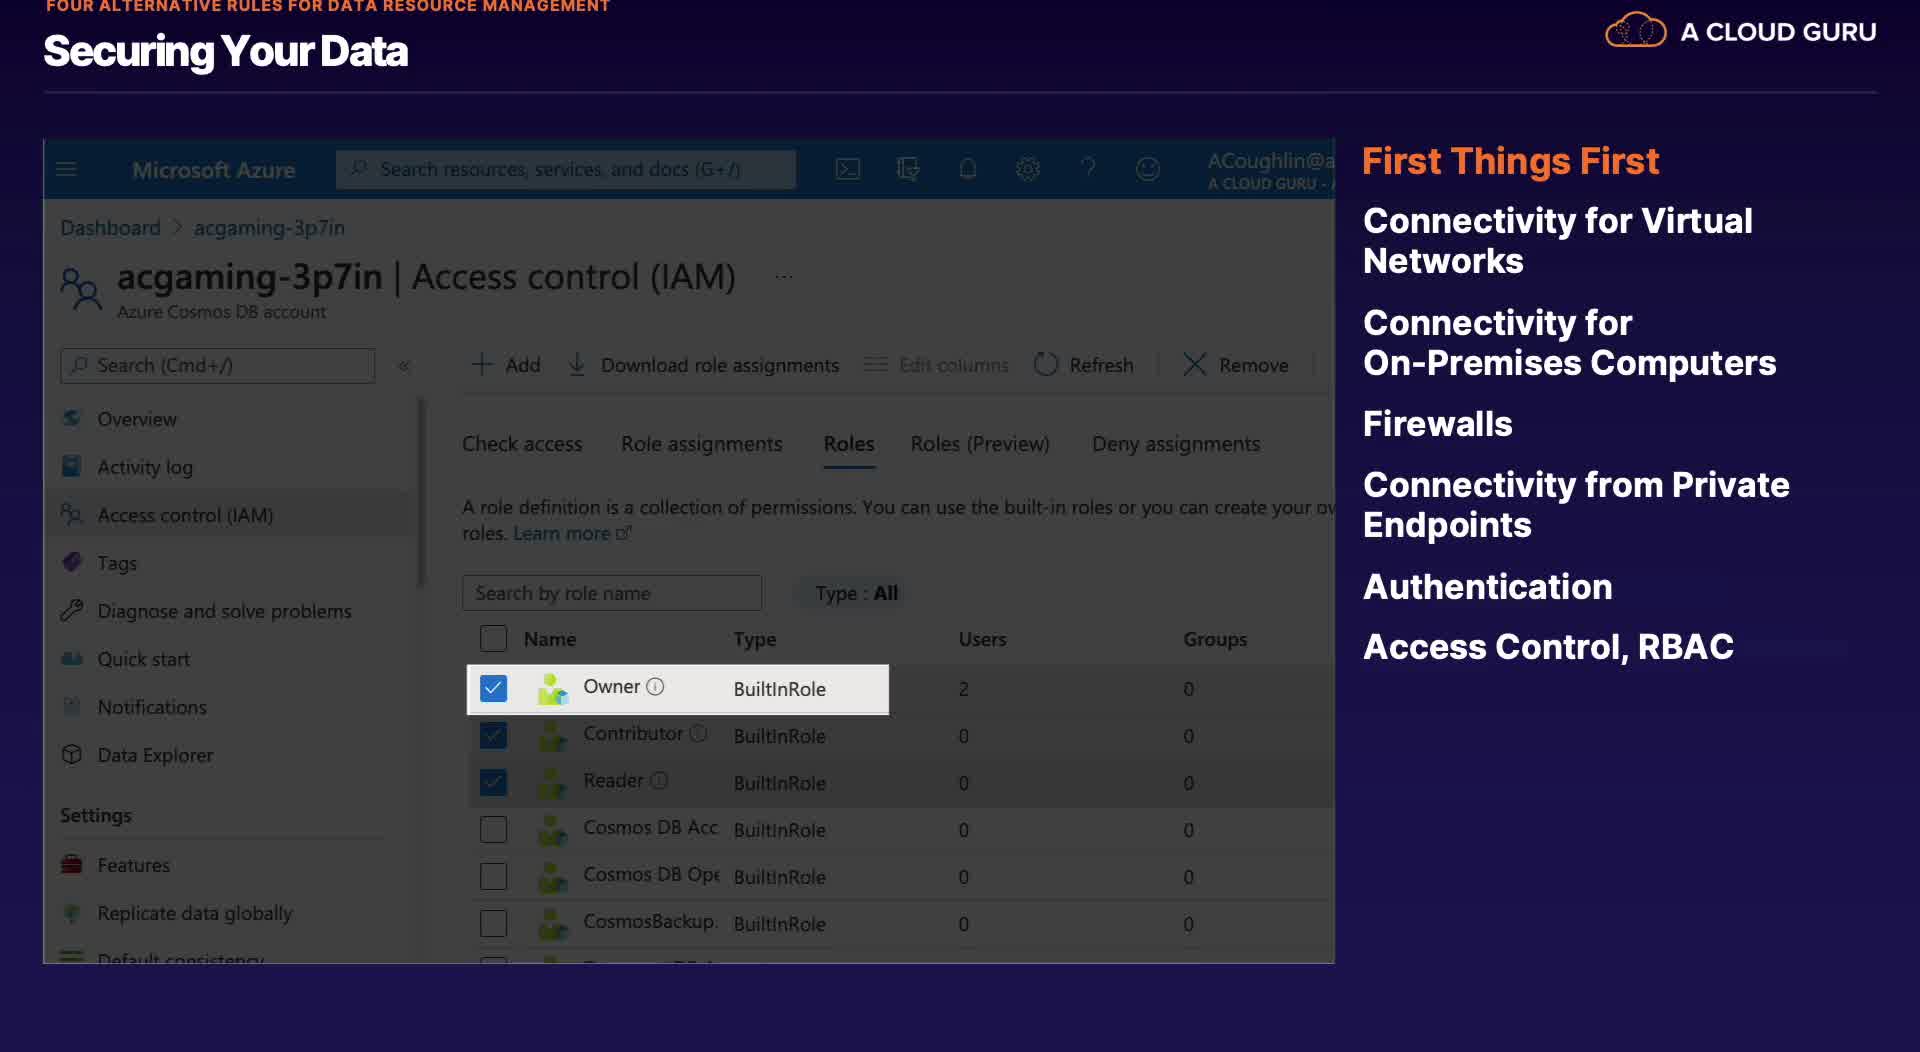 FOUR ALTERNATIVE RULES FOR DATA RESOURCE MANAGEMENT
Securing Your Data
A CLOUD GURU
Microsoft Azure
Search resources, services, and docs (G+/)
ACoughlin@a
A CLOUD GURU -
Dashboard > acgaming-3p7in
acgaming-3p7in | Access control (IAM) ...
Azure Cosmos DB account
Search (Cmd+/)
«
Add
Download role assignments
Edit columns
Refresh
Remove
Overview
Activity log
Access control (IAM)
Tags
Diagnose and solve problems
Quick start
Notifications
Data Explorer
Settings
Features
Replicate data globally
Default consistency
Check access Role assignments Roles Roles (Preview) Deny assignments
A role definition is a collection of permissions. You can use the built-in roles or you can create your ow
roles. Learn more
Search by role name
Type : All
Name Type Users Groups
Owner BuiltInRole 2 0
Contributor BuiltInRole 0 0
Reader BuiltInRole 0 0
Cosmos DB Acc BuiltInRole 0 0
Cosmos DB Ope BuiltInRole 0 0
CosmosBackup. BuiltInRole 0 0
First Things First
Connectivity for Virtual
Networks
Connectivity for
On-Premises Computers
Firewalls
Connectivity from Private
Endpoints
Authentication
Access Control, RBAC